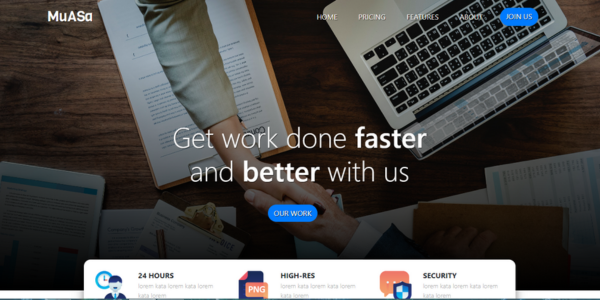 MuASa
HOME PRICING FEATURES ABOUT JOIN US
Get work done faster
and better with us
OUR WORK
24 HOURS
lorem kata lorem kata lorem
kata lorem
HIGH-RES
lorem kata lorem kata lorem
kata lorem
SECURITY
lorem kata lorem kata lorem
kata lorem
PNG